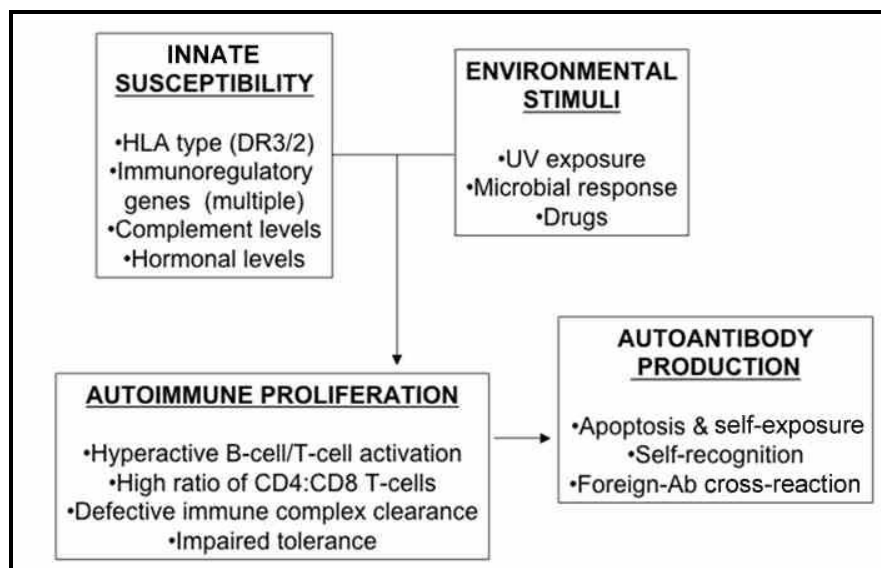 INNATE
SUSCEPTIBILITY
•HLA type (DR3/2)
•Immunoregulatory
genes (multiple)
•Complement levels
•Hormonal levels
ENVIRONMENTAL
STIMULI
•UV exposure
•Microbial response
•Drugs
AUTOIMMUNE PROLIFERATION
•Hyperactive B-cell/T-cell activation
•High ratio of CD4:CD8 T-cells
•Defective immune complex clearance
•Impaired tolerance
AUTOANTIBODY
PRODUCTION
•Apoptosis & self-exposure
•Self-recognition
•Foreign-Ab cross-reaction